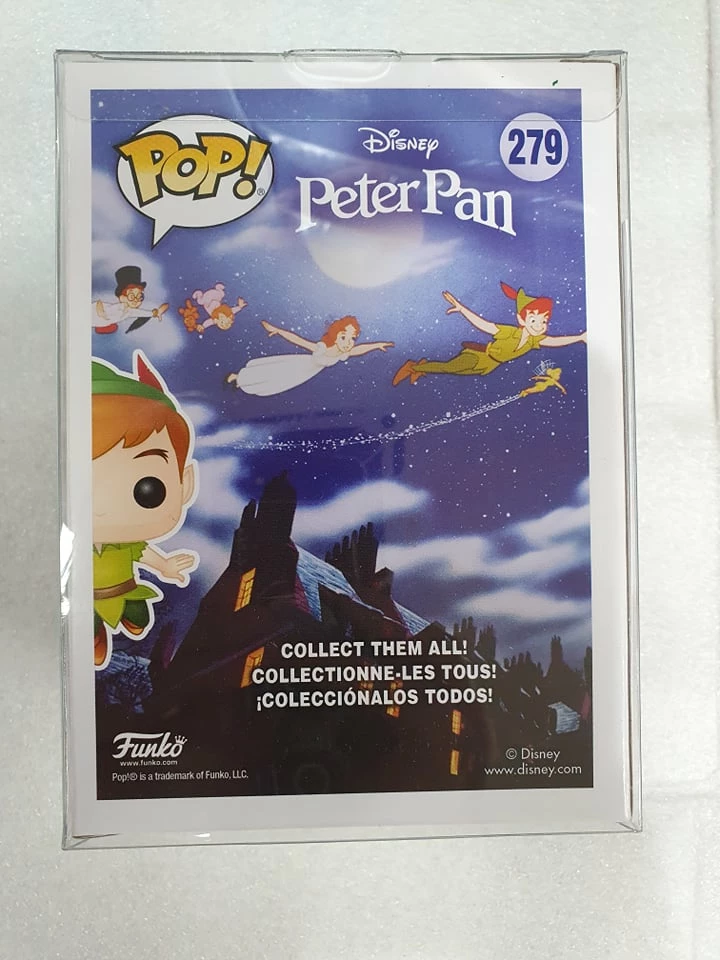 POP!®
Disney
Peter Pan
279
COLLECT THEM ALL!
COLLECTIONNE-LES TOUS!
¡COLECCIÓNALOS TODOS!
Funko
www.funko.com
Pop!® is a trademark of Funko, LLC.
© Disney
www.disney.com